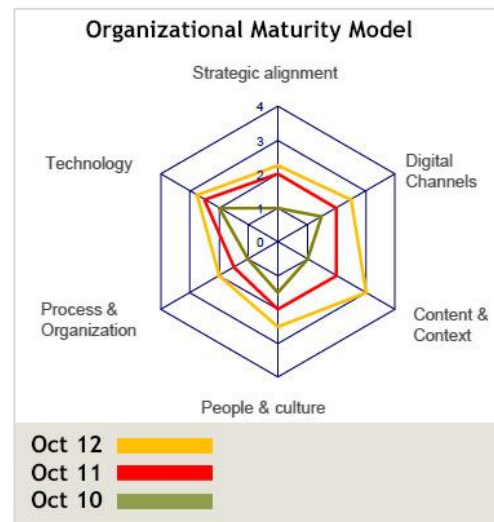 Organizational Maturity Model
Strategic alignment
4
3
2
1
0
Technology
Digital
Channels
Process &
Organization
Content &
Context
People & culture
Oct 12
Oct 11
Oct 10